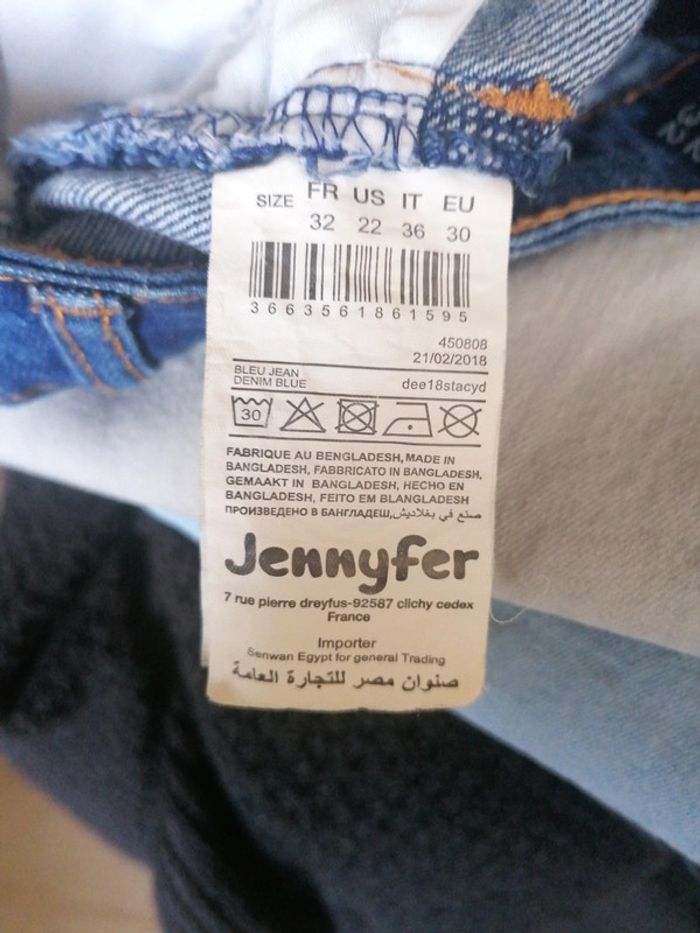 SIZE FR US IT EU
32 22 36 30
3663561861595
450808
21/02/2018
BLEU JEAN
DENIM BLUE
dee18stacyd
30
FABRIQUE AU BENGLADESH, MADE IN
BANGLADESH, FABBRICATO IN BANGLADESH,
GEMAAKT IN BANGLADESH, HECHO EN
BANGLADESH, FEITO EM BLANGLADESH
ПРОИЗВЕДЕНО В БАНГЛАДЕШ, صنع في بغلاديش
Jennyfer
7 rue pierre dreyfus-92587 clichy cedex
France
Importer
Senwan Egypt for general Trading
صنوان مصر للتجارة العامة